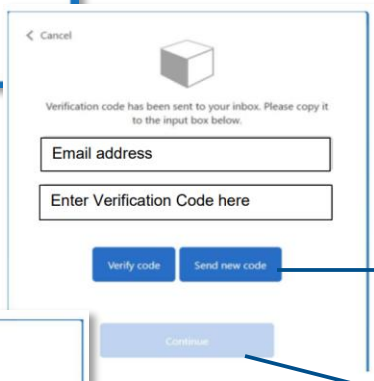 Cancel
Verification code has been sent to your inbox. Please copy it
to the input box below.
Email address
Enter Verification Code here
Verify code Send new code
Continue